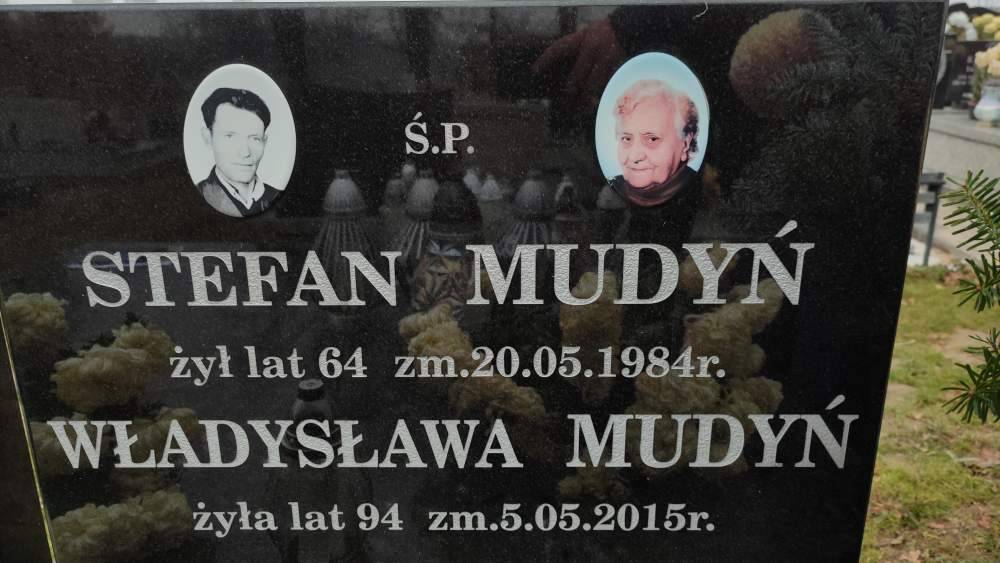 Ś.P.
STEFAN MUDYŃ
żył lat 64 zm.20.05.1984r.
WŁADYSŁAWA MUDYŃ
żyła lat 94 zm.5.05.2015r.